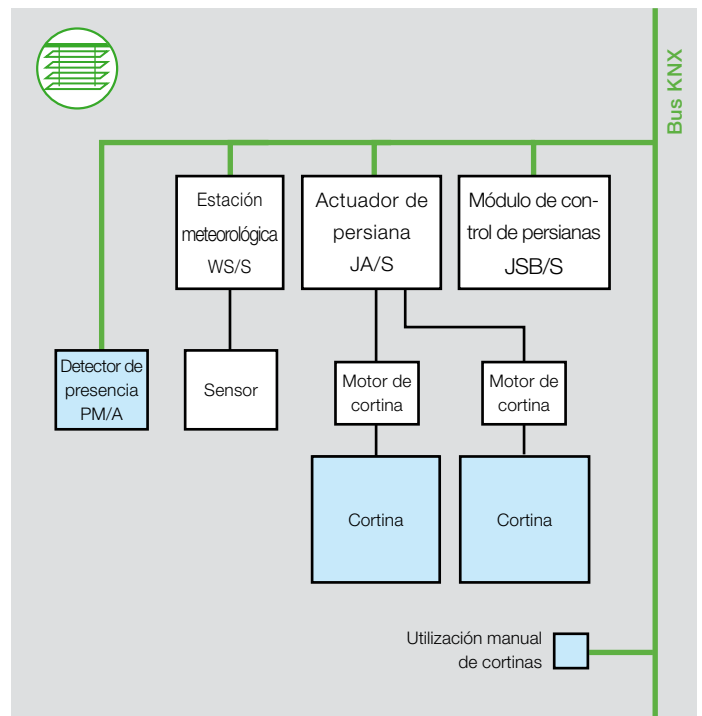 Bus KNX
Estación
meteorológica
WS/S
Actuador de
persiana
JA/S
Módulo de con-
trol de persianas
JSB/S
Detector de
presencia
PM/A
Sensor
Motor de
cortina
Motor de
cortina
Cortina
Cortina
Utilización manual
de cortinas